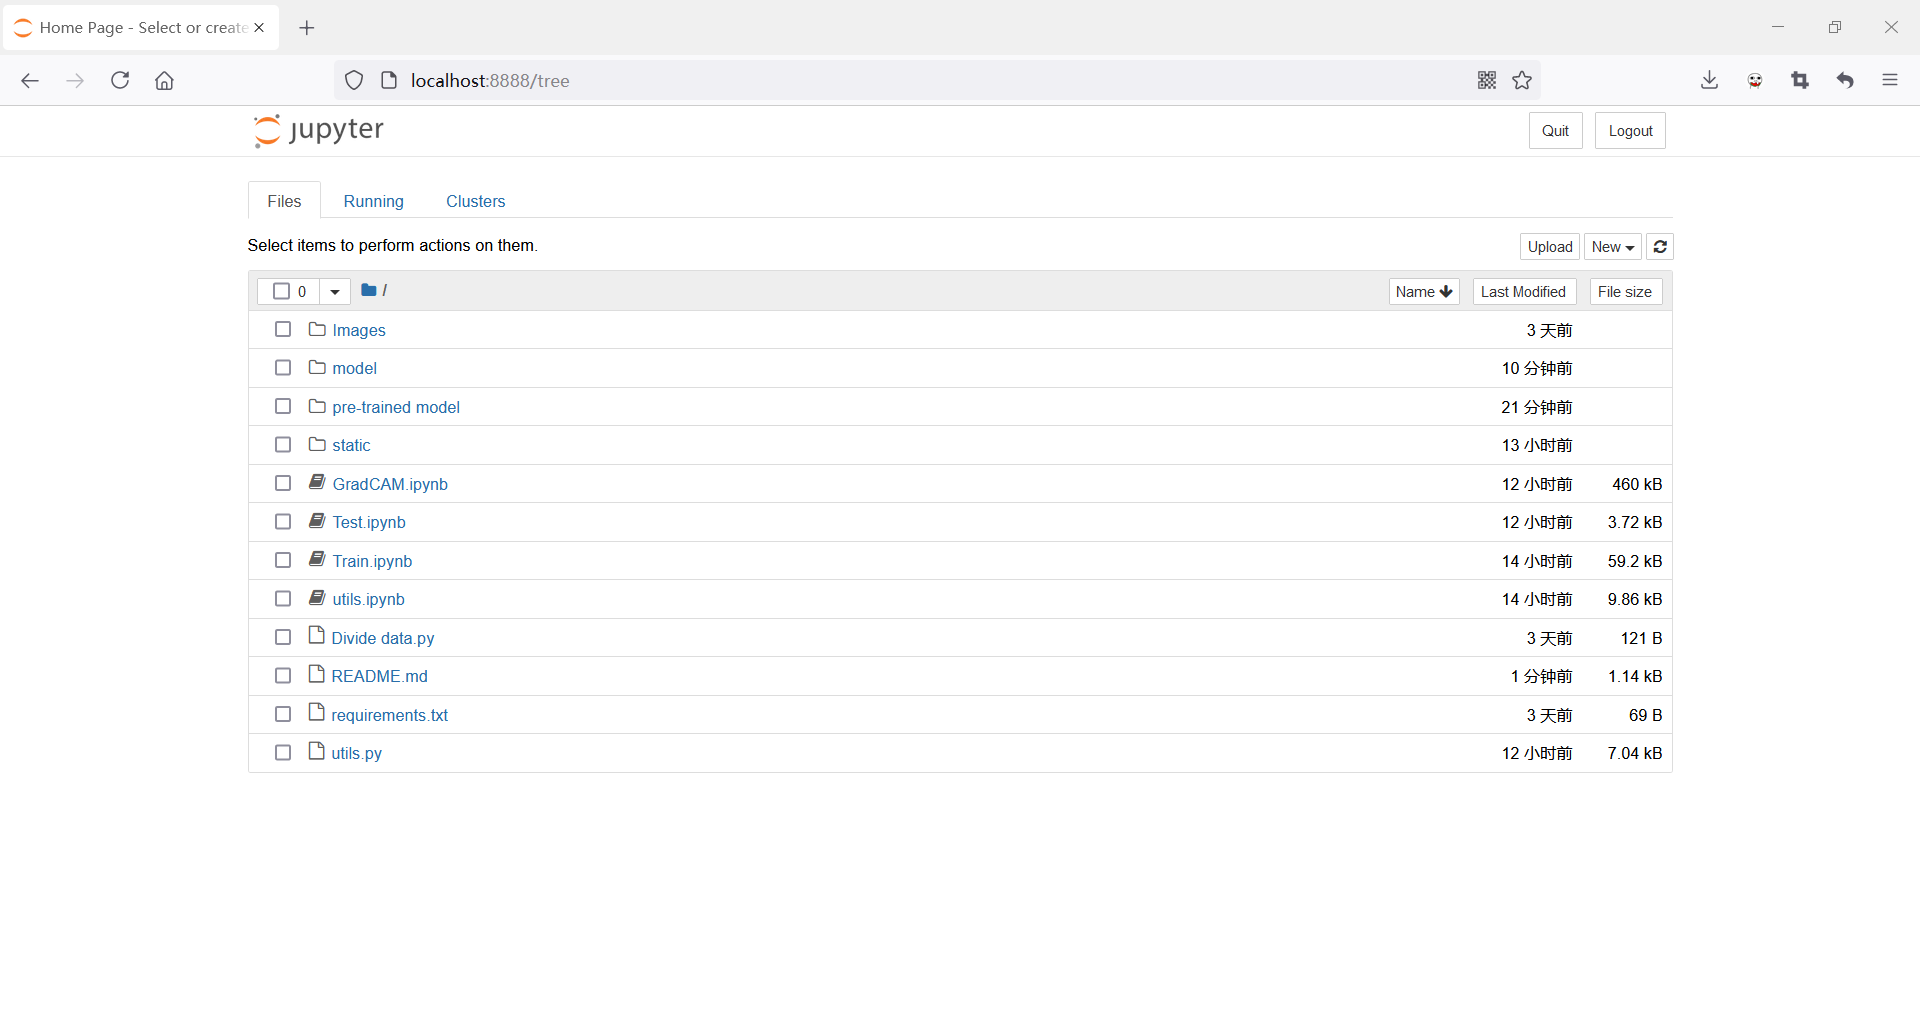 Home Page - Select or create
localhost:8888/tree
jupyter
Quit Logout
Files Running Clusters
Select items to perform actions on them.
Upload New
0 / Name Last Modified File size
Images 3 天前
model 10 分钟前
pre-trained model 21 分钟前
static 13 小时前
GradCAM.ipynb 12 小时前 460 kB
Test.ipynb 12 小时前 3.72 kB
Train.ipynb 14 小时前 59.2 kB
utils.ipynb 14 小时前 9.86 kB
Divide data.py 3 天前 121 B
README.md 1 分钟前 1.14 kB
requirements.txt 3 天前 69 B
utils.py 12 小时前 7.04 kB